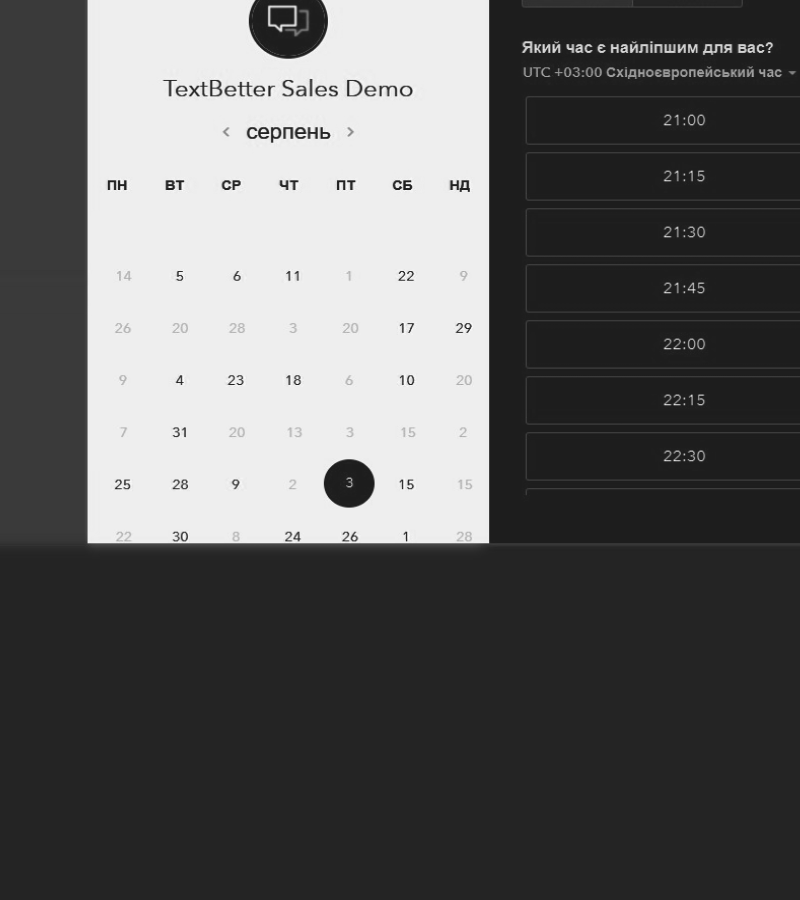 TextBetter Sales Demo
серпень
ПН ВТ СР ЧТ ПТ СБ НД
14 5 6 11 1 22 9
26 20 28 3 20 17 29
9 4 23 18 6 10 20
7 31 20 13 3 15 2
25 28 9 2 3 15 15
22 30 8 24 26 1 28
Який час є найліпшим для вас?
UTC +03:00 Східноєвропейський час
21:00
21:15
21:30
21:45
22:00
22:15
22:30